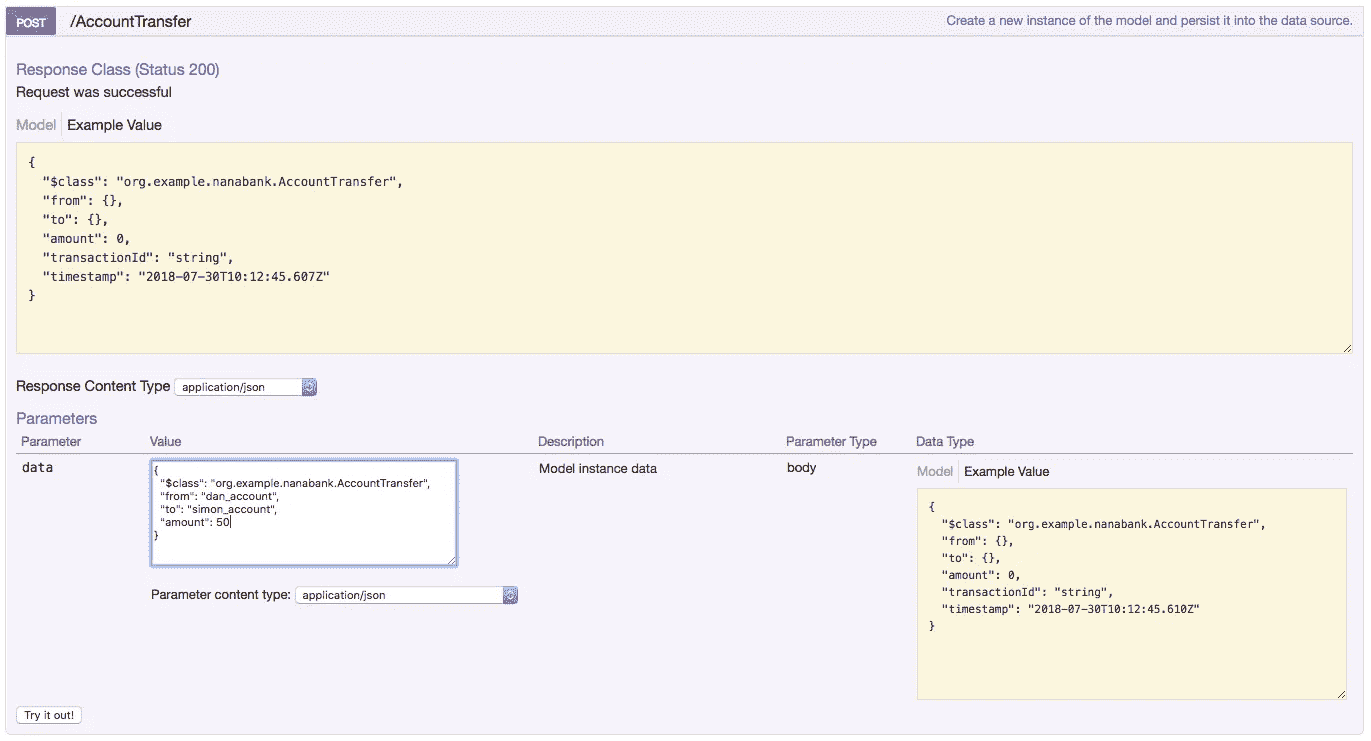 POST /AccountTransfer Create a new instance of the model and persist it into the data source.
Response Class (Status 200)
Request was successful
Model Example Value
{
"$class": "org.example.nanabank.AccountTransfer",
"from": {},
"to": {},
"amount": 0,
"transactionId": "string",
"timestamp": "2018-07-30T10:12:45.607Z"
}
Response Content Type application/json
Parameters
Parameter Value Description Parameter Type Data Type
data
{
"$class": "org.example.nanabank.AccountTransfer",
"from": "dan_account",
"to": "simon_account",
"amount": 50
}
Parameter content type: application/json
Model instance data
body
Model Example Value
{
"$class": "org.example.nanabank.AccountTransfer",
"from": {},
"to": {},
"amount": 0,
"transactionId": "string",
"timestamp": "2018-07-30T10:12:45.610Z"
}
Try it out!